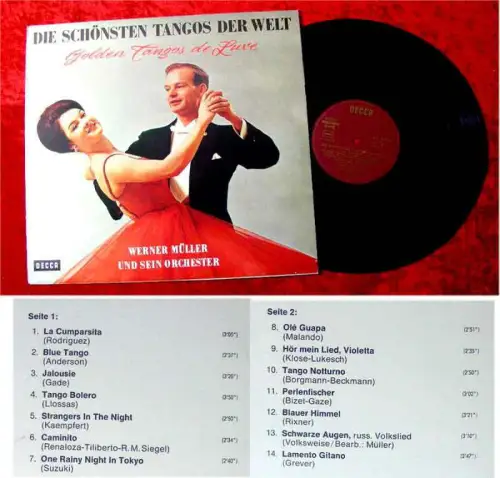 DIE SCHÖNSTEN TANGOS DER WELT
Golden Tangos de Luxe
WERNER MÜLLER
UND SEIN ORCHESTER
DECCA
DECCA
Seite 1:
1. La Cumparsita
(Rodriguez)
2. Blue Tango
(Anderson)
3. Jalousie
(Gade)
4. Tango Bolero
(Llossas)
5. Strangers In The Night
(Kaempfert)
6. Caminito
(Renaloza-Tiliberto-R. M. Siegel)
7. One Rainy Night In Tokyo
(Suzuki)
Seite 2:
8. Olé Guapa
(Malando)
9. Hör mein Lied, Violetta
(Klose-Lukesch)
10. Tango Notturno
(Borgmann-Beckmann)
11. Perlenfischer
(Bizet-Gaze)
12. Blauer Himmel
(Rixner)
13. Schwarze Augen, russ. Volkslied
(Volksweise / Bearb.: Müller)
14. Lamento Gitano
(Grever)